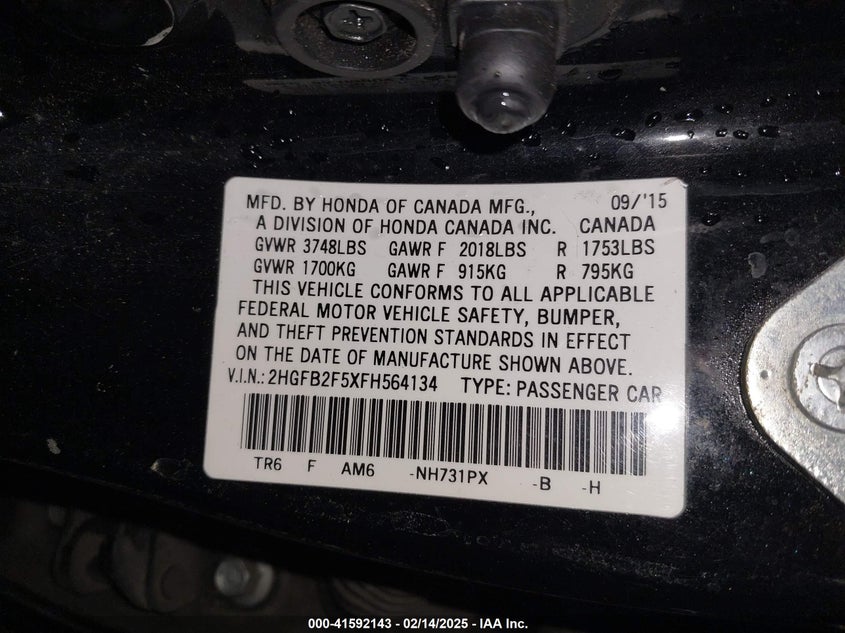 MFD. BY HONDA OF CANADA MFG., 09/'15
A DIVISION OF HONDA CANADA INC. CANADA
GVWR 3748LBS GAWR F 2018LBS R 1753LBS
GVWR 1700KG GAWR F 915KG R 795KG
THIS VEHICLE CONFORMS TO ALL APPLICABLE
FEDERAL MOTOR VEHICLE SAFETY, BUMPER,
AND THEFT PREVENTION STANDARDS IN EFFECT
ON THE DATE OF MANUFACTURE SHOWN ABOVE.
V.I.N.: 2HGFB2F5XFH564134 TYPE: PASSENGER CAR
TR6 F AM6 -NH731PX -B -H
000-41592143 - 02/14/2025 - IAA Inc.